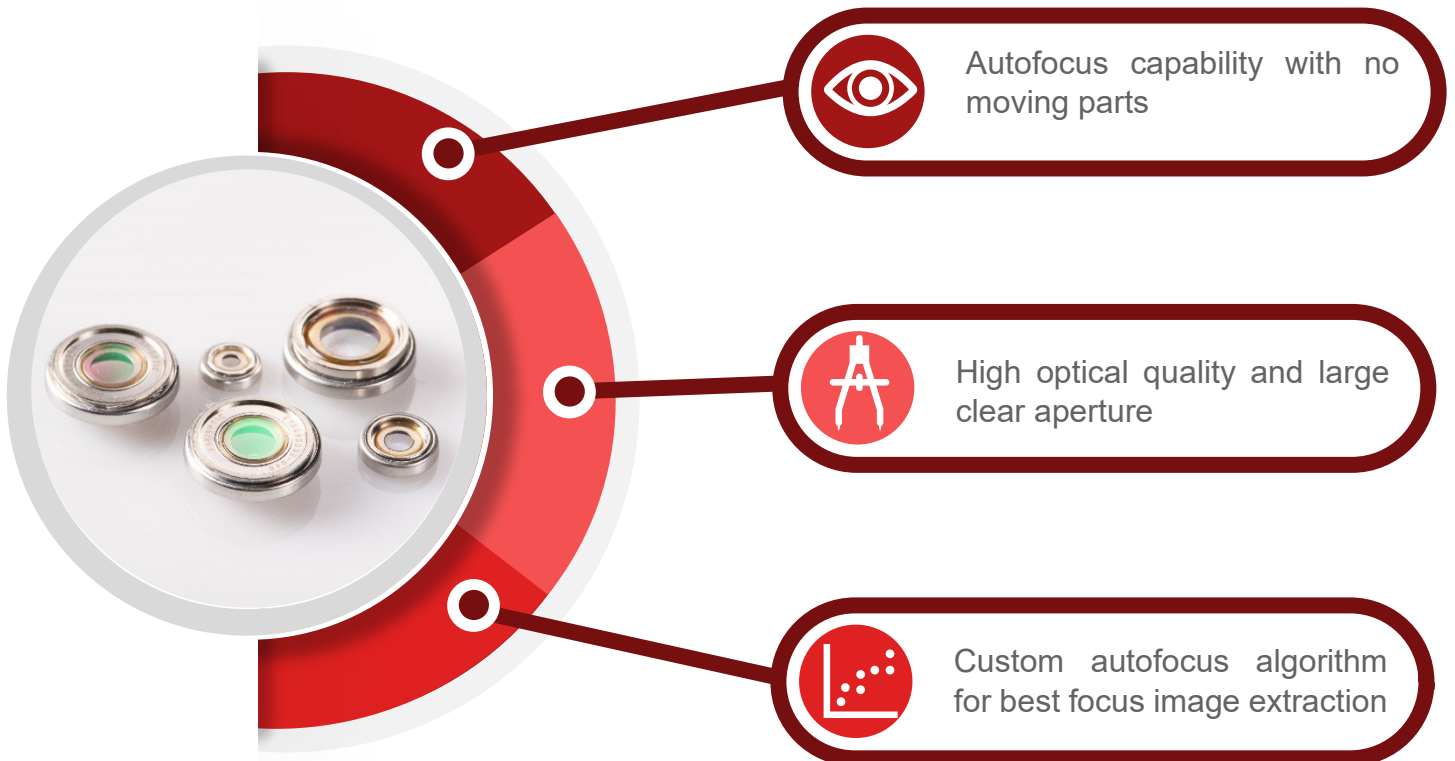 Autofocus capability with no
moving parts
High optical quality and large
clear aperture
Custom autofocus algorithm
for best focus image extraction